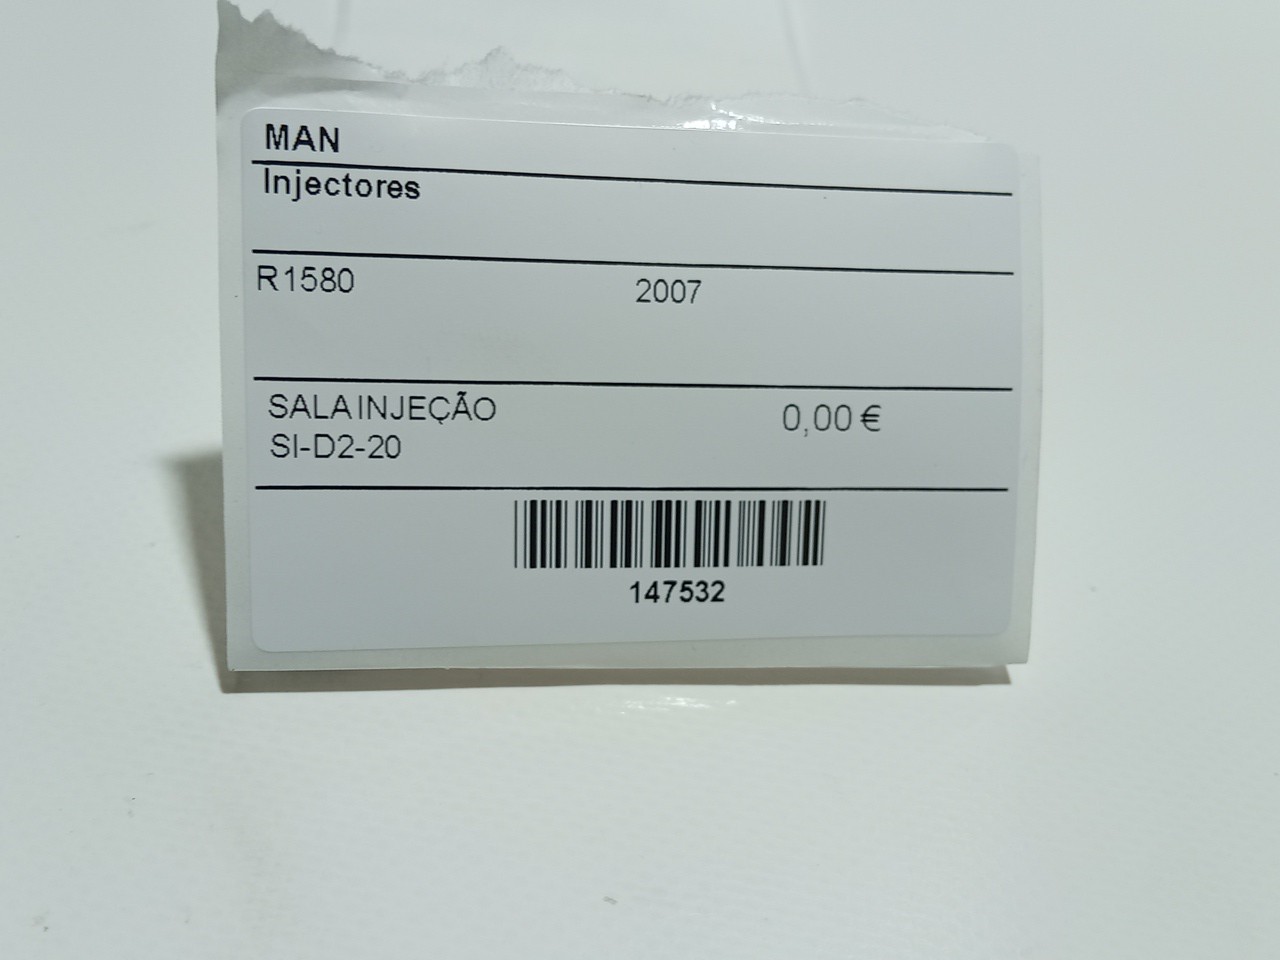 MAN
Injectores
R1580 2007
SALA INJEÇÃO 0,00 €
SI-D2-20
147532